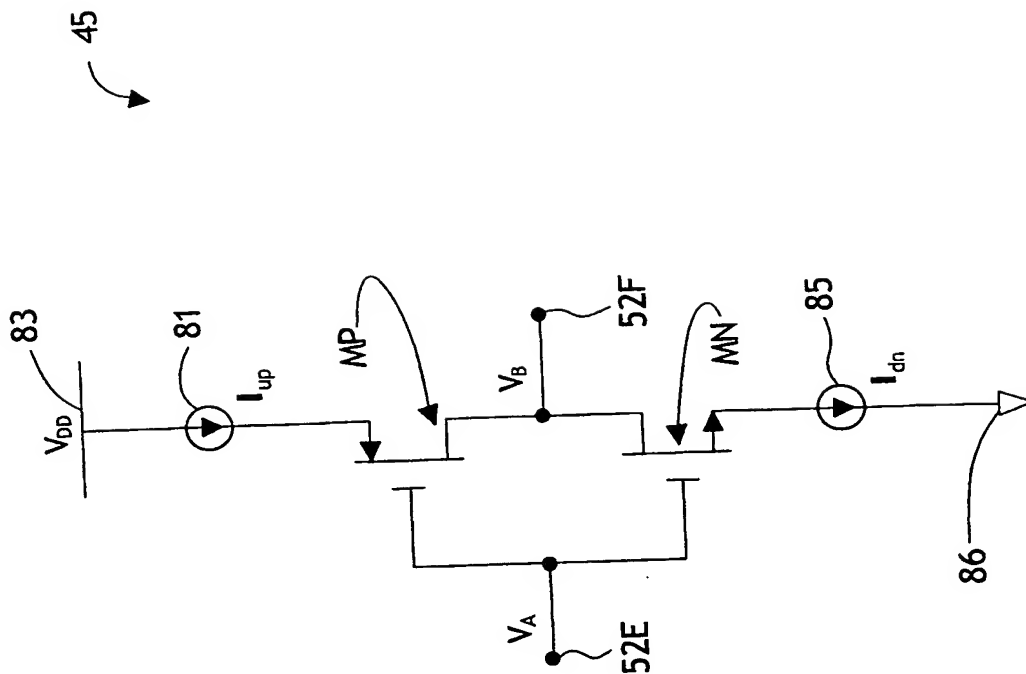 45
83
V_DD
81
I_up
MP
V_B
52F
V_A
52E
MN
85
I_dn
86